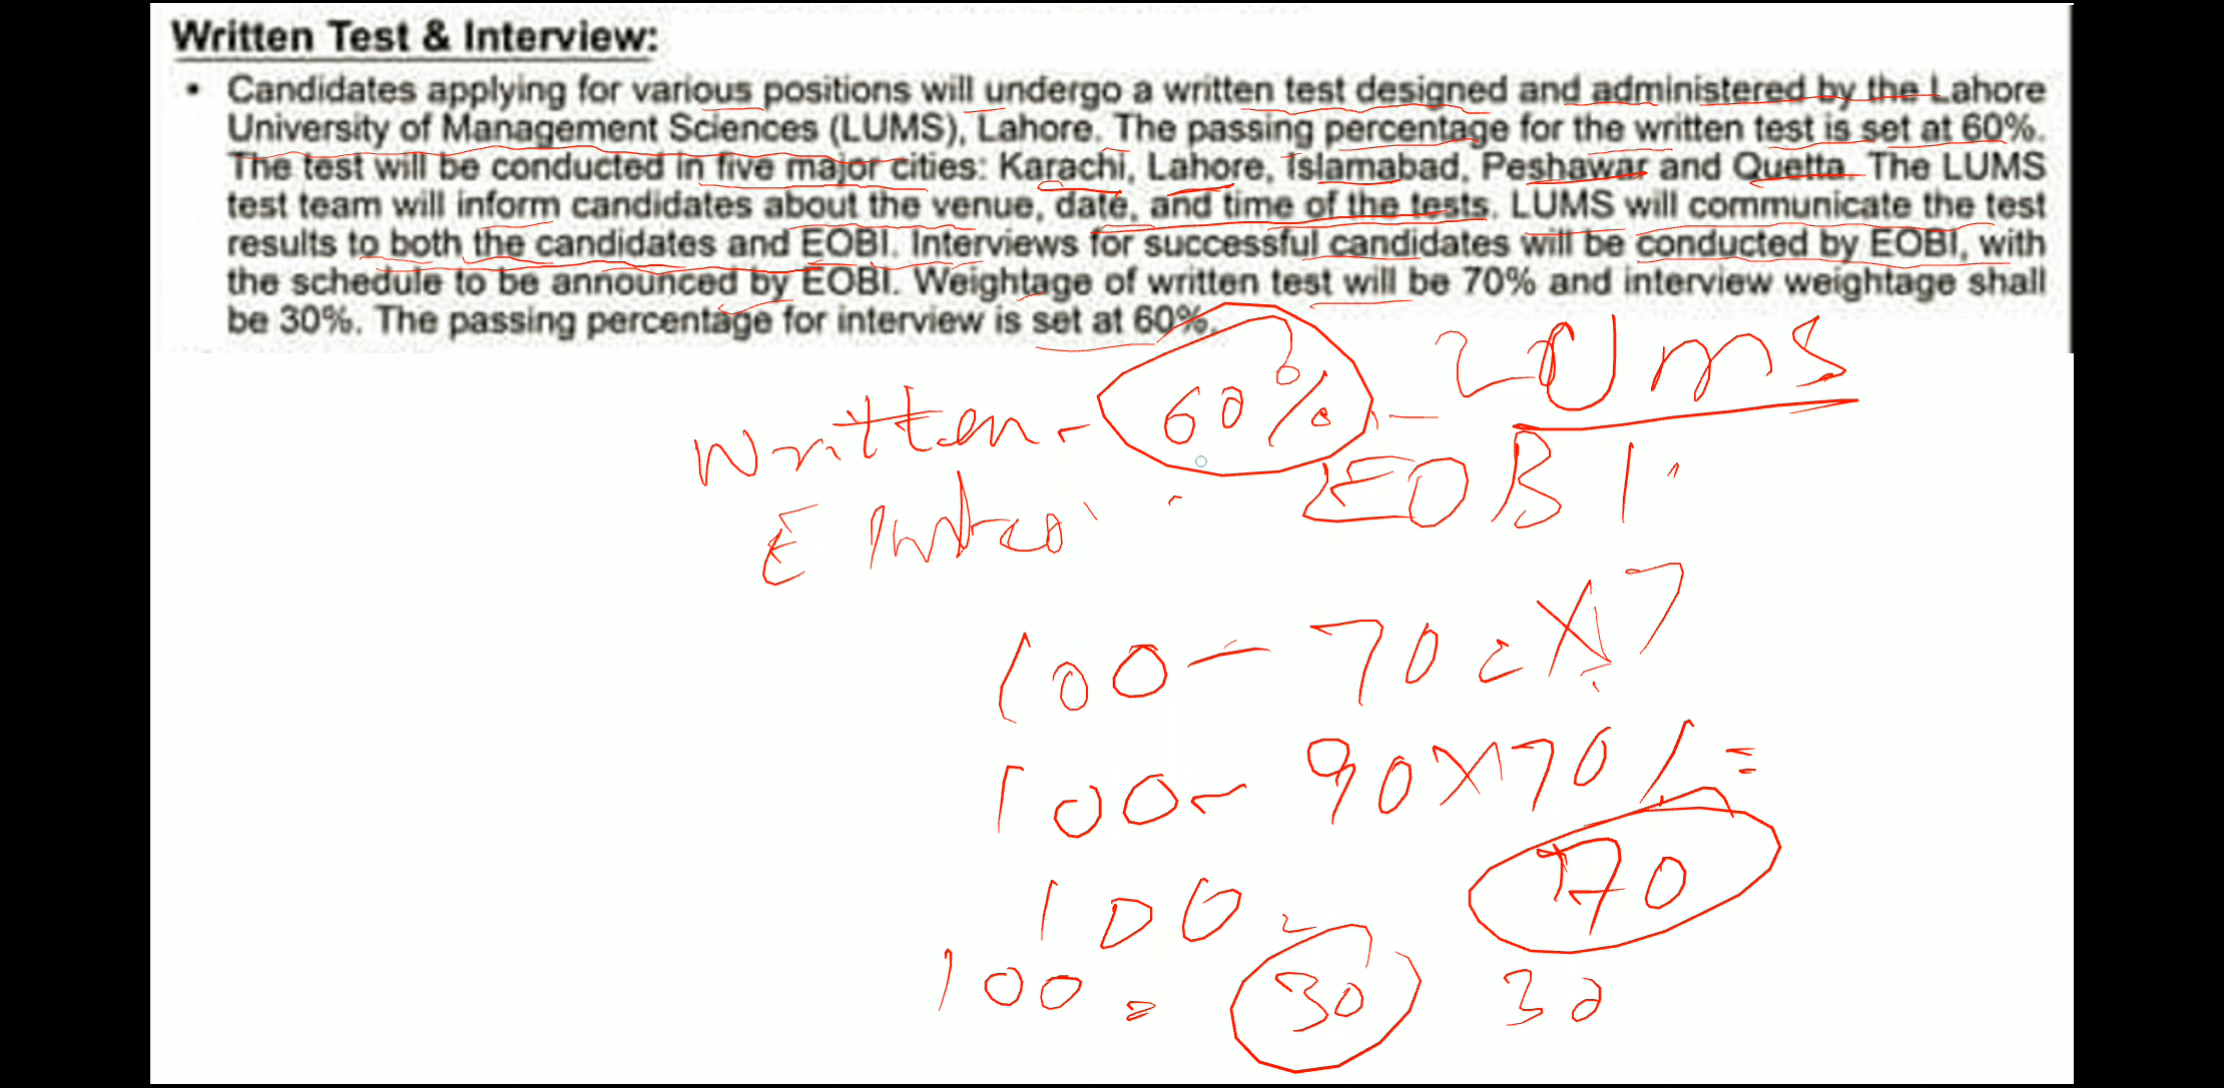 Written Test & Interview:
• Candidates applying for various positions will undergo a written test designed and administered by the Lahore
University of Management Sciences (LUMS), Lahore. The passing percentage for the written test is set at 60%.
The test will be conducted in five major cities: Karachi, Lahore, Islamabad, Peshawar and Quetta. The LUMS
test team will inform candidates about the venue, date, and time of the tests. LUMS will communicate the test
results to both the candidates and EOBI. Interviews for successful candidates will be conducted by EOBI, with
the schedule to be announced by EOBI. Weightage of written test will be 70% and interview weightage shall
be 30%. The passing percentage for interview is set at 60%.
Written - 60% - LUMS
E EOBI
100 - 70 = X 7
100 - 90 X 70 % =
100 = 70
100 = 30 30